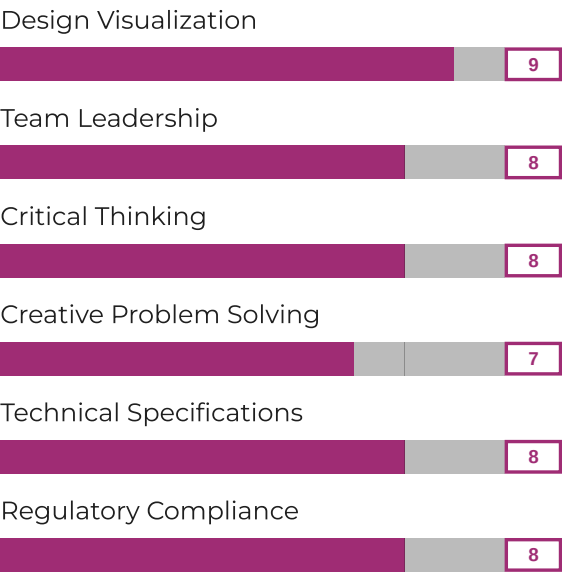 Design Visualization
9
Team Leadership
8
Critical Thinking
8
Creative Problem Solving
7
Technical Specifications
8
Regulatory Compliance
8